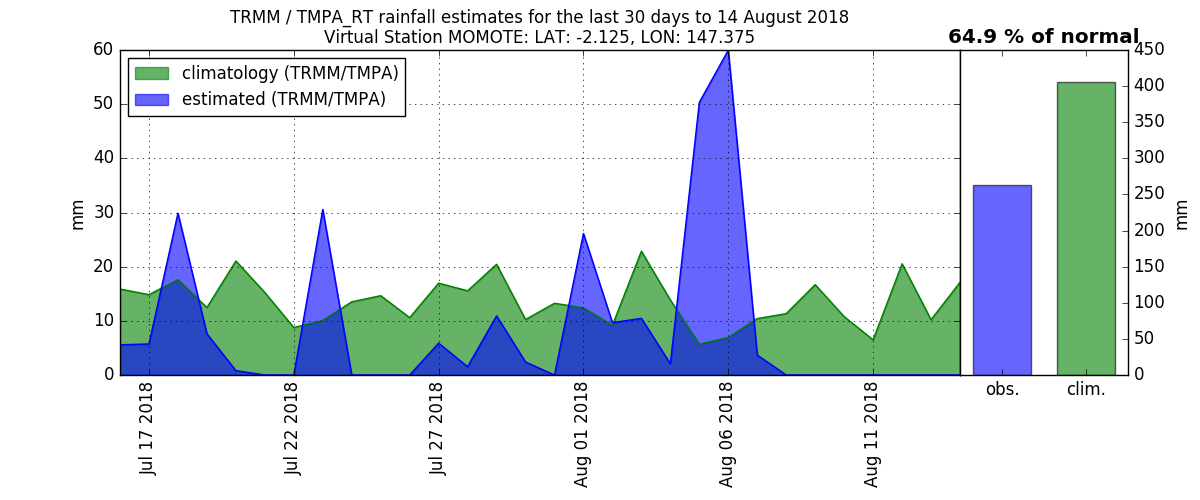 TRMM / TMPA_RT rainfall estimates for the last 30 days to 14 August 2018
Virtual Station MOMOTE: LAT: -2.125, LON: 147.375
64.9 % of normal
climatology (TRMM/TMPA)
estimated (TRMM/TMPA)
60
50
40
30
20
10
0
mm
Jul 17 2018
Jul 22 2018
Jul 27 2018
Aug 01 2018
Aug 06 2018
Aug 11 2018
obs.
clim.
450
400
350
300
250
200
150
100
50
0
mm